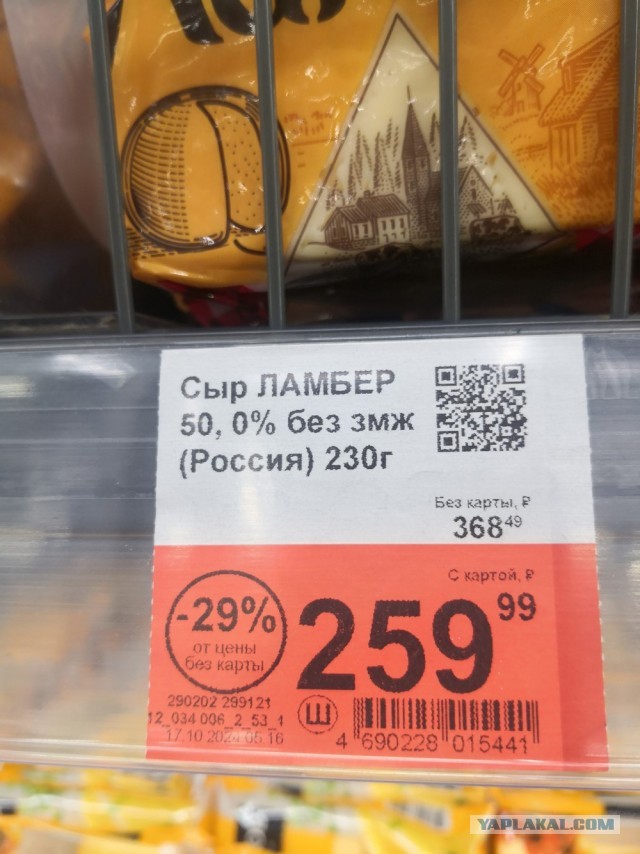 Сыр ЛАМБЕР
50, 0% без змж
(Россия) 230г
Без карты, ₽
368 49
С картой, ₽
-29%
от цены
без карты
259 99
290202 299121
12_034 006_2_53_1
17.10.2024 05:16
Ш
4 690228 015441
YAPLAKAL.COM